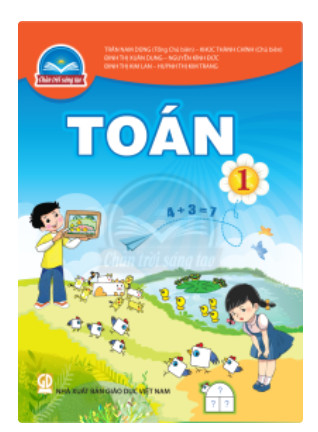 TRẦN NAM DŨNG (Tổng Chủ biên) – KHÚC THÀNH CHÍNH (Chủ biên)
ĐINH THỊ XUÂN DUNG – NGUYỄN KÍNH ĐỨC
ĐINH THỊ KIM LAN – HUỲNH THỊ KIM TRANG
Chân trời sáng tạo
TOÁN
1
4 + 3 = 7
Chân trời sáng tạo
?
? ?
NHÀ XUẤT BẢN GIÁO DỤC VIỆT NAM